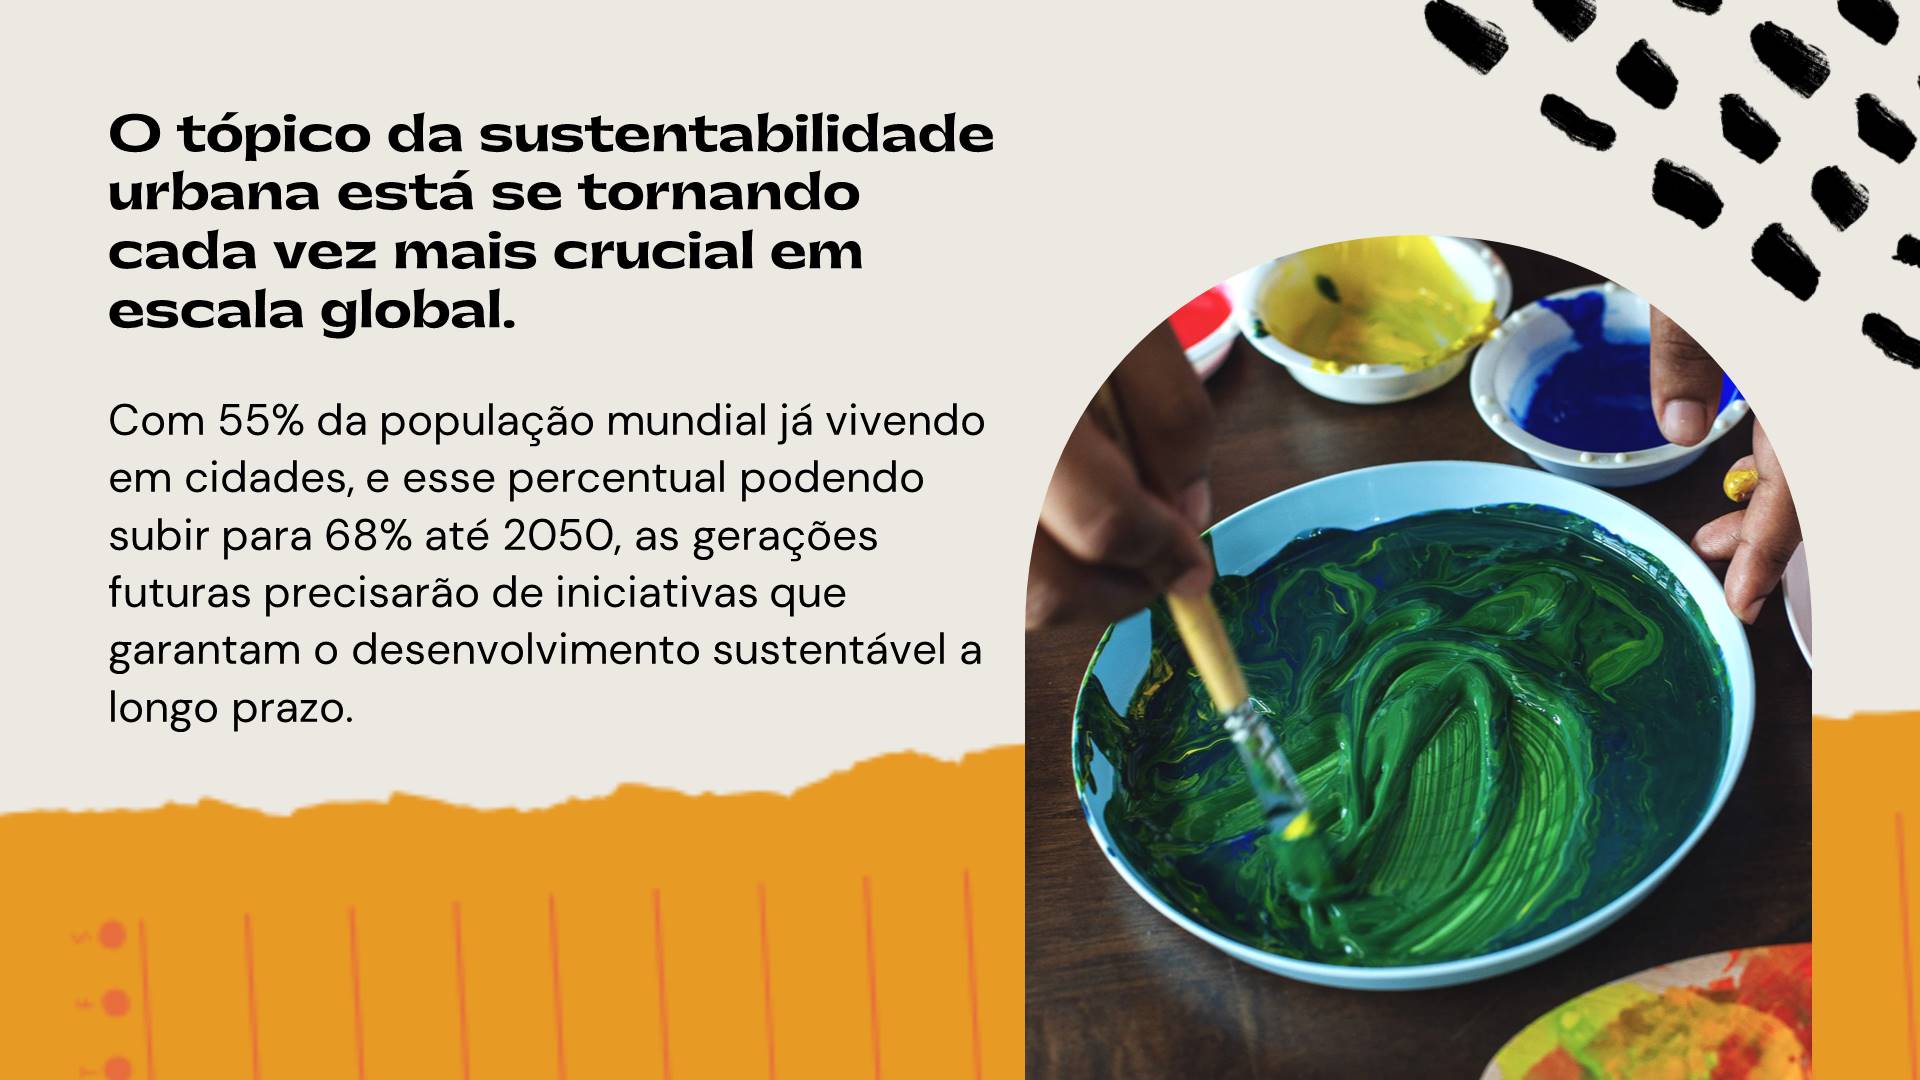 O tópico da sustentabilidade
urbana está se tornando
cada vez mais crucial em
escala global.
Com 55% da população mundial já vivendo
em cidades, e esse percentual podendo
subir para 68% até 2050, as gerações
futuras precisarão de iniciativas que
garantam o desenvolvimento sustentável a
longo prazo.